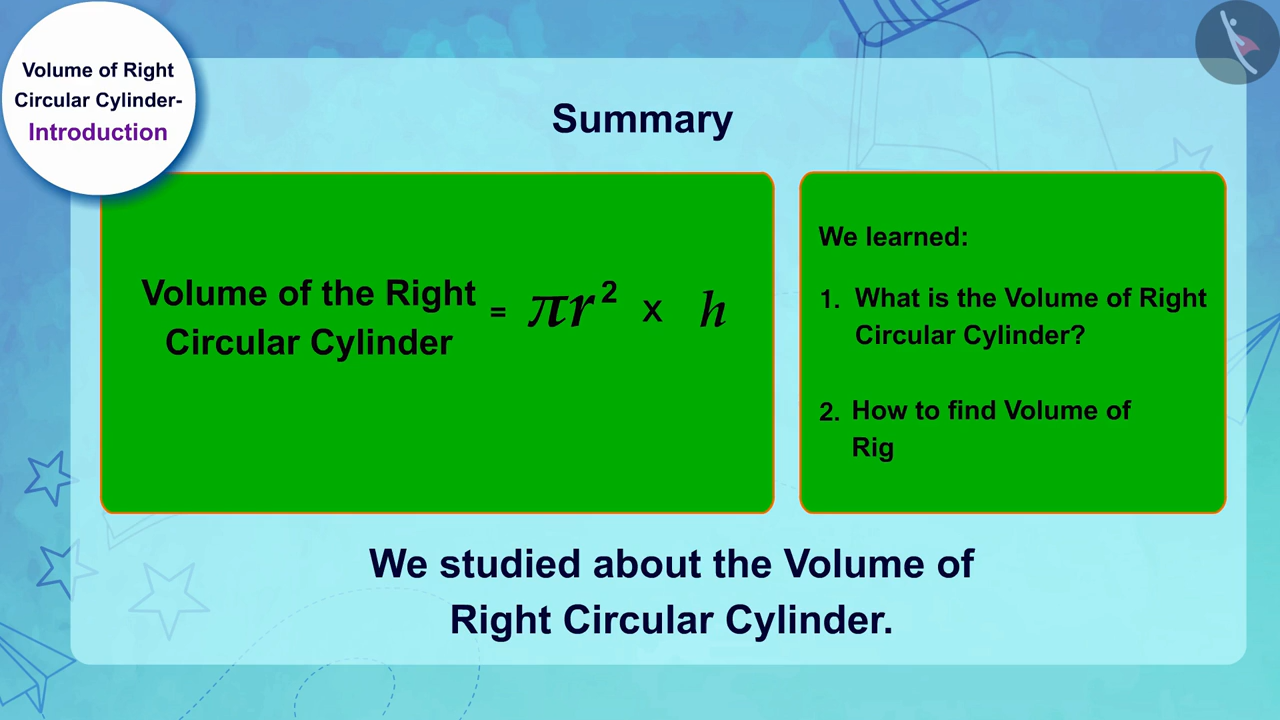 Volume of Right
Circular Cylinder-
Introduction
Summary
Volume of the Right
Circular Cylinder
= πr² x h
We learned:
1. What is the Volume of Right
Circular Cylinder?
2. How to find Volume of
Rig
We studied about the Volume of
Right Circular Cylinder.